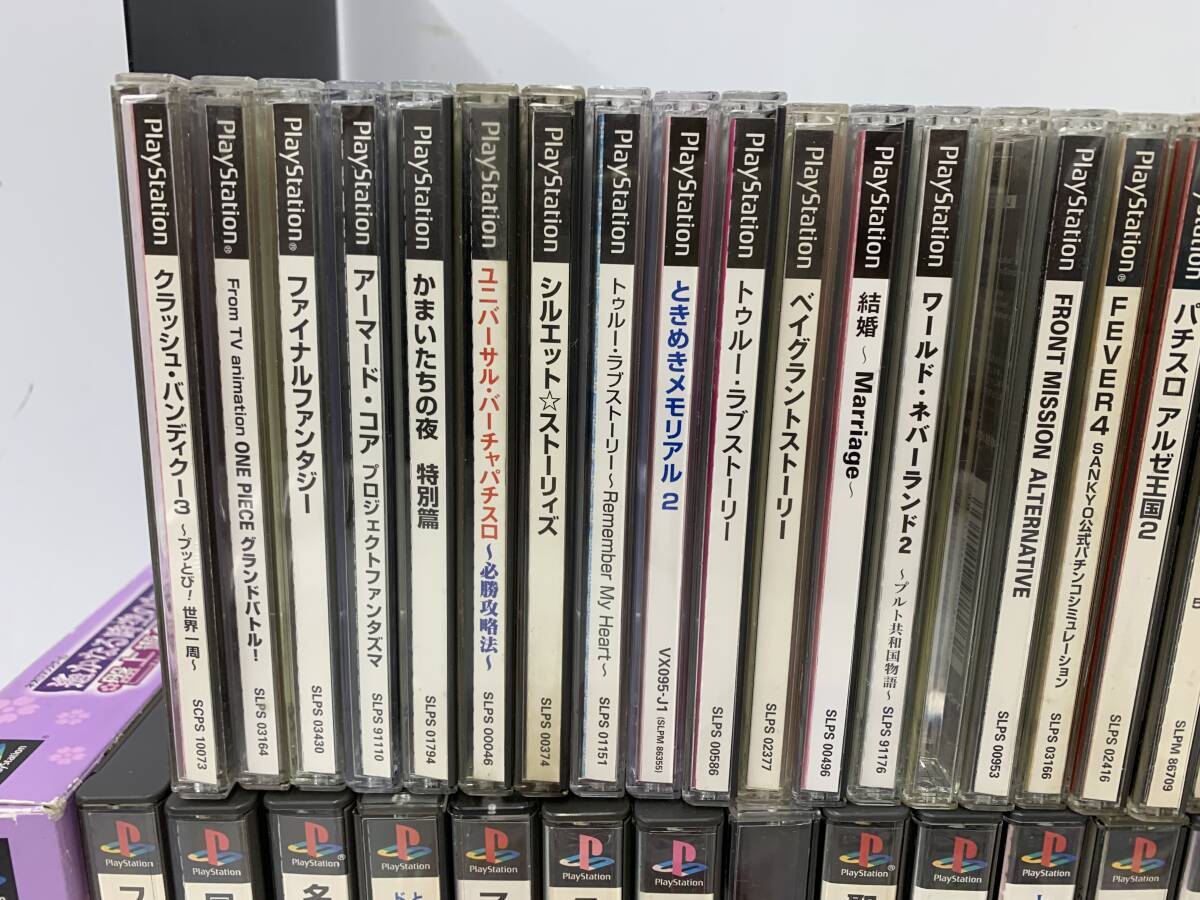 PlayStation
クラッシュ・バンディクー3 ～ブッとび！世界一周～
SCPS 10073
PlayStation®
From TV animation ONE PIECE グランドバトル！
SLPS 03164
PlayStation®
ファイナルファンタジー
SLPS 03430
PlayStation
アーマード・コア プロジェクトファンタズマ
SLPS 91110
PlayStation
かまいたちの夜 特別篇
SLPS 01794
PlayStation
ユニバーサル・バーチャパチスロ～必勝攻略法～
SLPS 00046
PlayStation
シルエット☆ストーリィズ
SLPS 00374
PlayStation
トゥルー・ラブストーリー～Remember My Heart～
SLPS 01151
PlayStation
ときめきメモリアル 2
VX095-J1 (SLPM 86355)
PlayStation
トゥルー・ラブストーリー
SLPS 00586
PlayStation
ベイグラントストーリー
SLPS 02377
PlayStation
結婚 ～Marriage～
SLPS 00496
PlayStation
ワールド・ネバーランド2 ～プルト共和国物語～
SLPS 91176
PlayStation
FRONT MISSION ALTERNATIVE
SLPS 00953
PlayStation®
FEVER4 SANKYO公式パチンコシミュレーション
SLPS 03166
パチスロ アルゼ王国2
SLPS 02416
SLPM 86709
PlayStation
PlayStation
PlayStation®
PlayStation
PlayStation
PlayStation
PlayStation
PlayStation
PlayStation
PlayStation
PlayStation
名